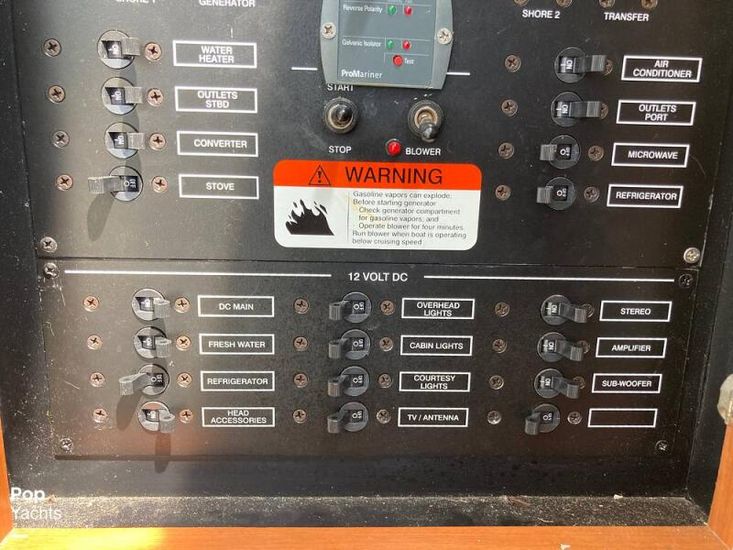 SHORE 1
GENERATOR
SHORE 2
TRANSFER
Reverse Polarity
Galvanic Isolator
Test
ProMariner
START
STOP
BLOWER
WATER
HEATER
OUTLETS
STBD
CONVERTER
STOVE
AIR
CONDITIONER
OUTLETS
PORT
MICROWAVE
REFRIGERATOR
WARNING
Gasoline vapors can explode.
Before starting generator
Check generator compartment
for gasoline vapors, and
Operate blower for four minutes.
Run blower when boat is operating
below cruising speed
12 VOLT DC
DC MAIN
OVERHEAD
LIGHTS
STEREO
FRESH WATER
CABIN LIGHTS
AMPLIFIER
REFRIGERATOR
COURTESY
LIGHTS
SUB-WOOFER
HEAD
ACCESSORIES
TV / ANTENNA
Pop
Yachts